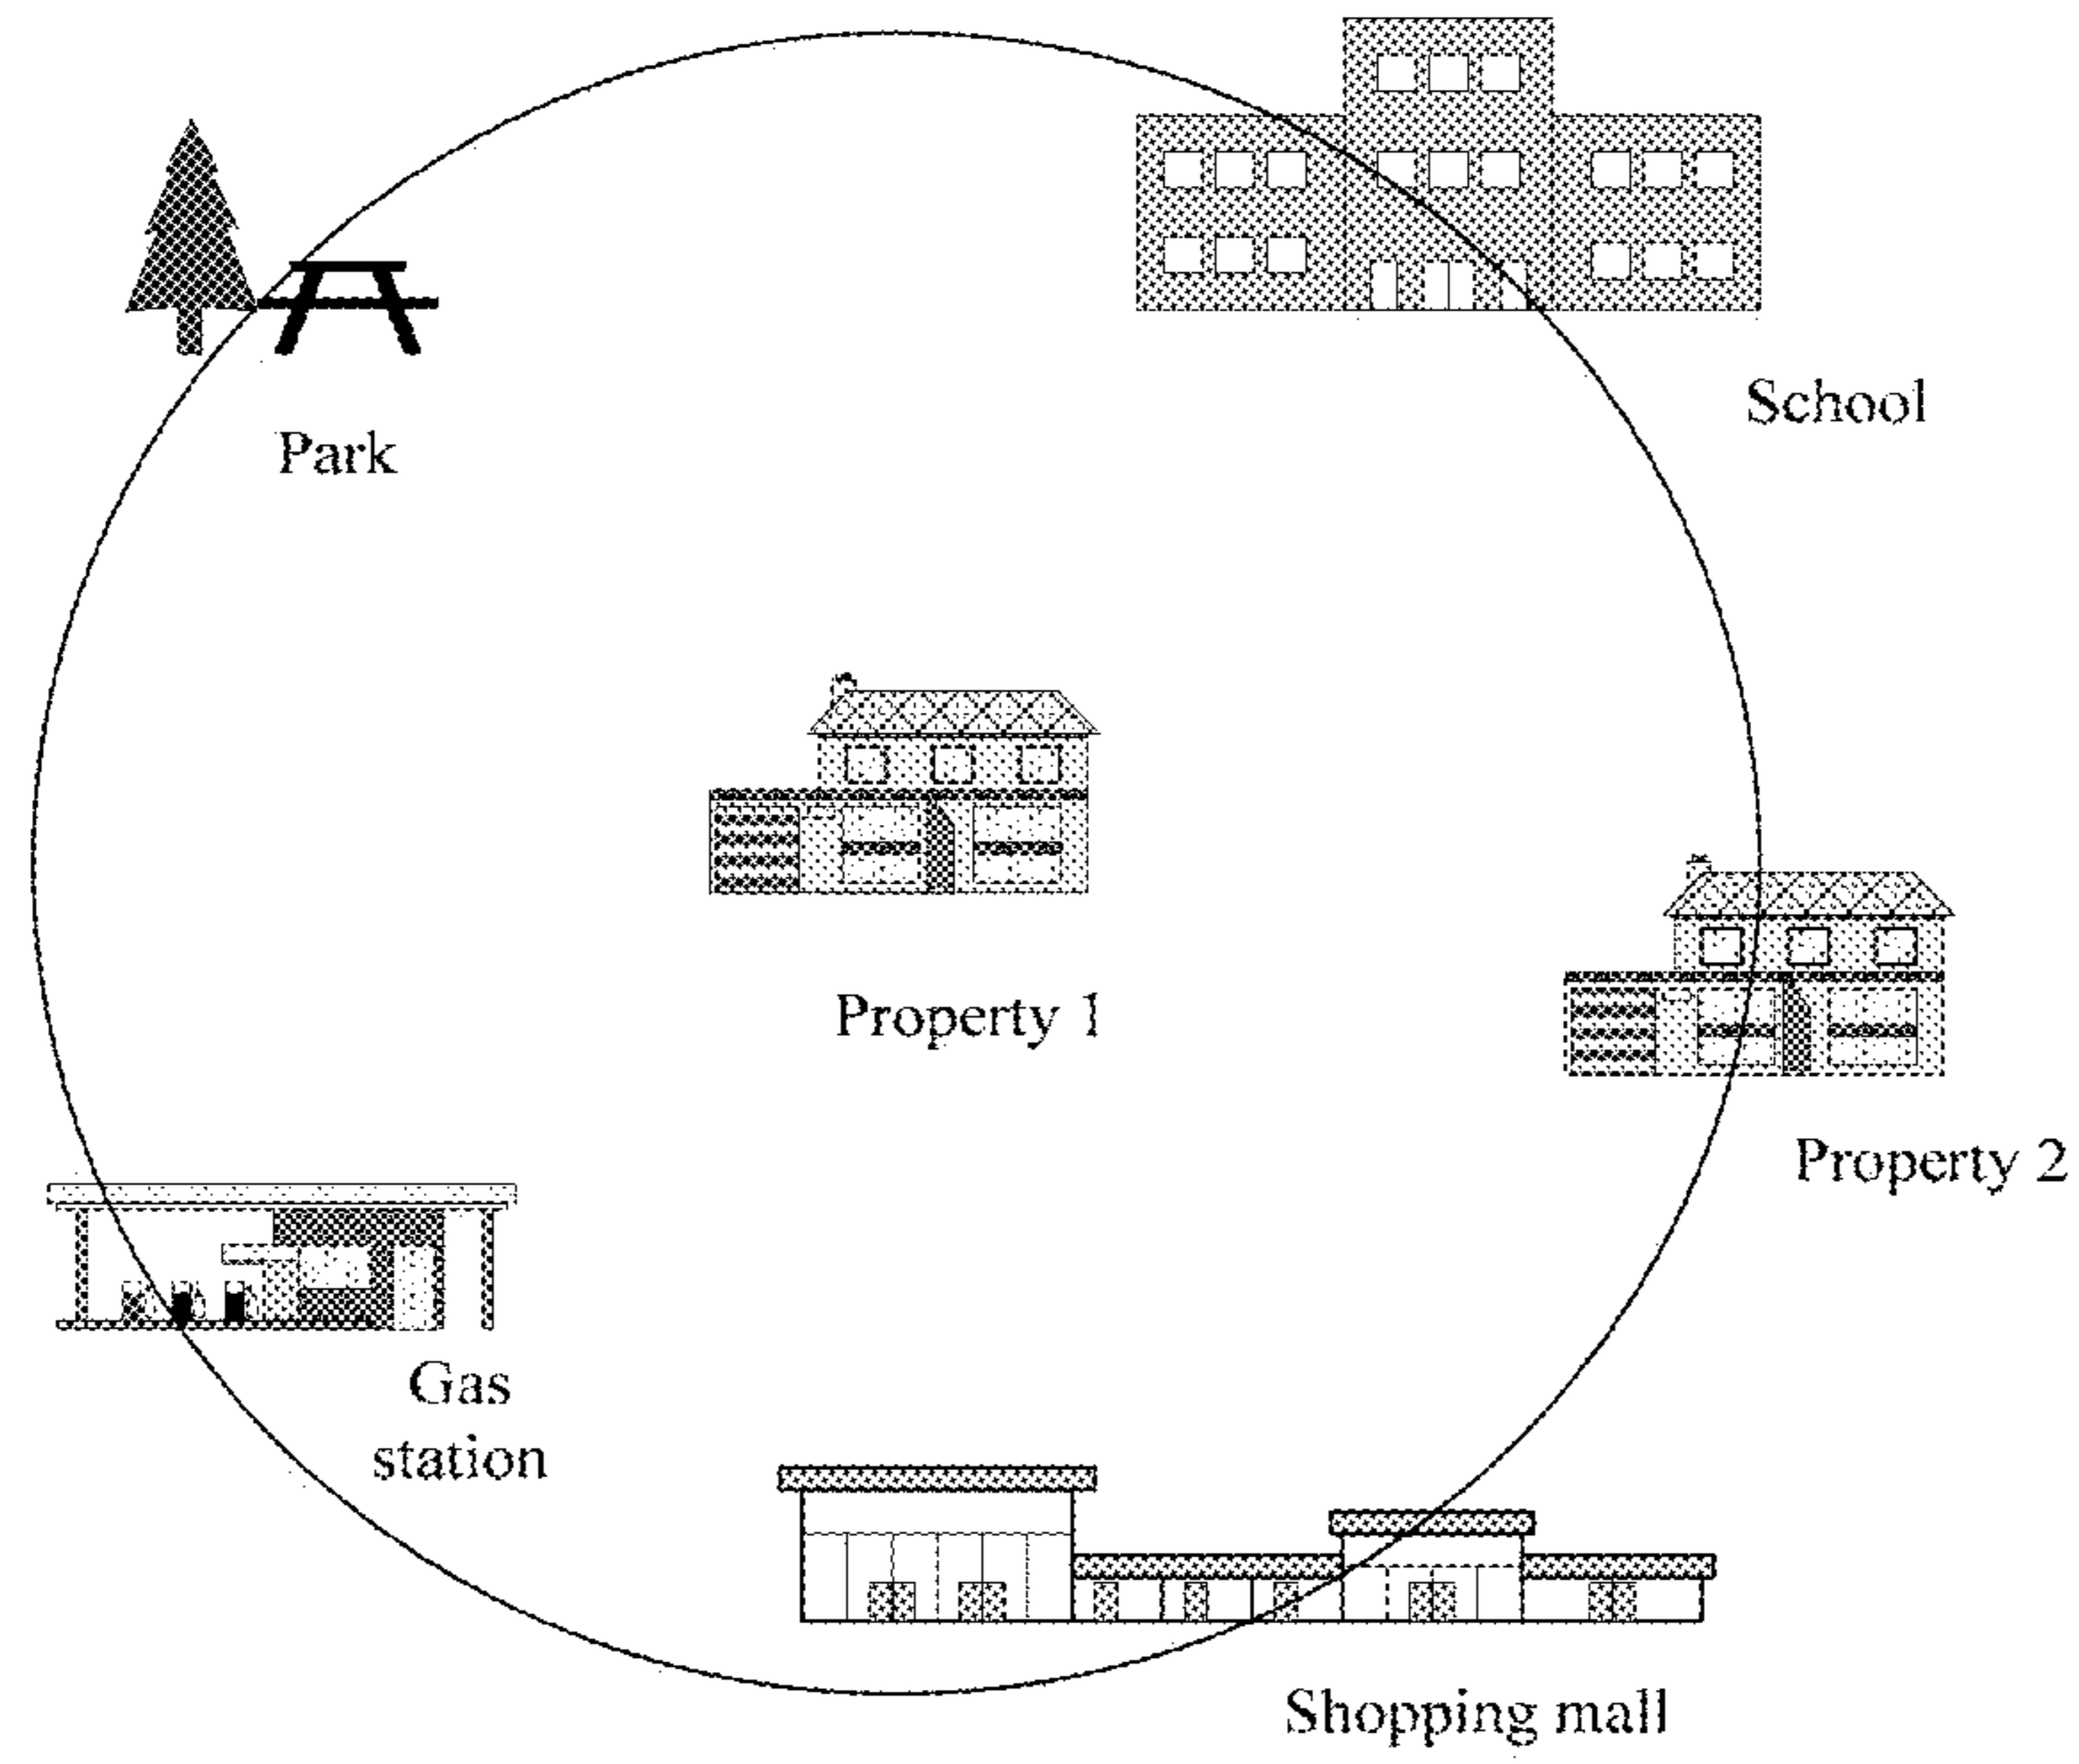 School
Park
Property 1
Property 2
Gas
station
Shopping mall